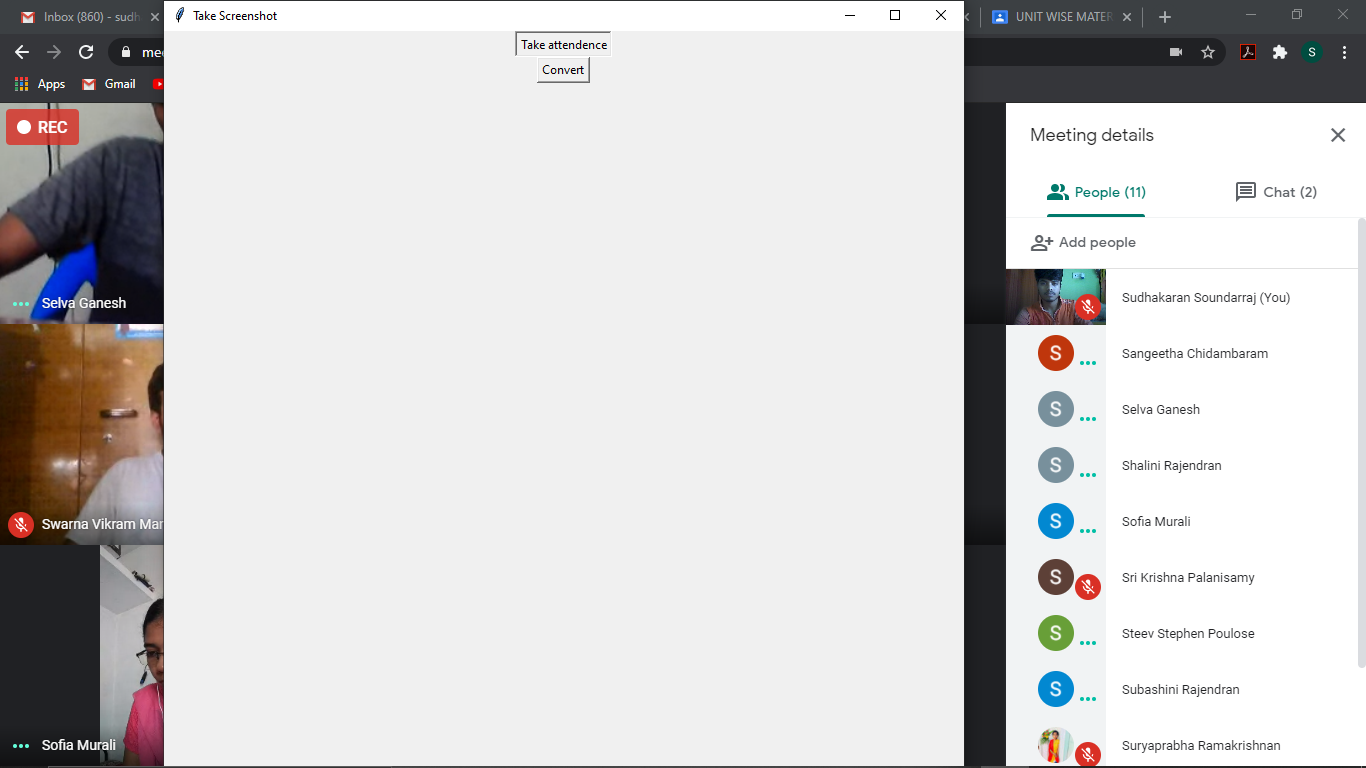 Inbox (860) - sudh
Take Screenshot
UNIT WISE MATER
Apps
Gmail
Take attendence
Convert
REC
Selva Ganesh
Swarna Vikram Mar
Sofia Murali
Meeting details
People (11)
Chat (2)
Add people
Sudhakaran Soundarraj (You)
S
Sangeetha Chidambaram
S
Selva Ganesh
S
Shalini Rajendran
S
Sofia Murali
S
Sri Krishna Palanisamy
S
Steev Stephen Poulose
S
Subashini Rajendran
Suryaprabha Ramakrishnan